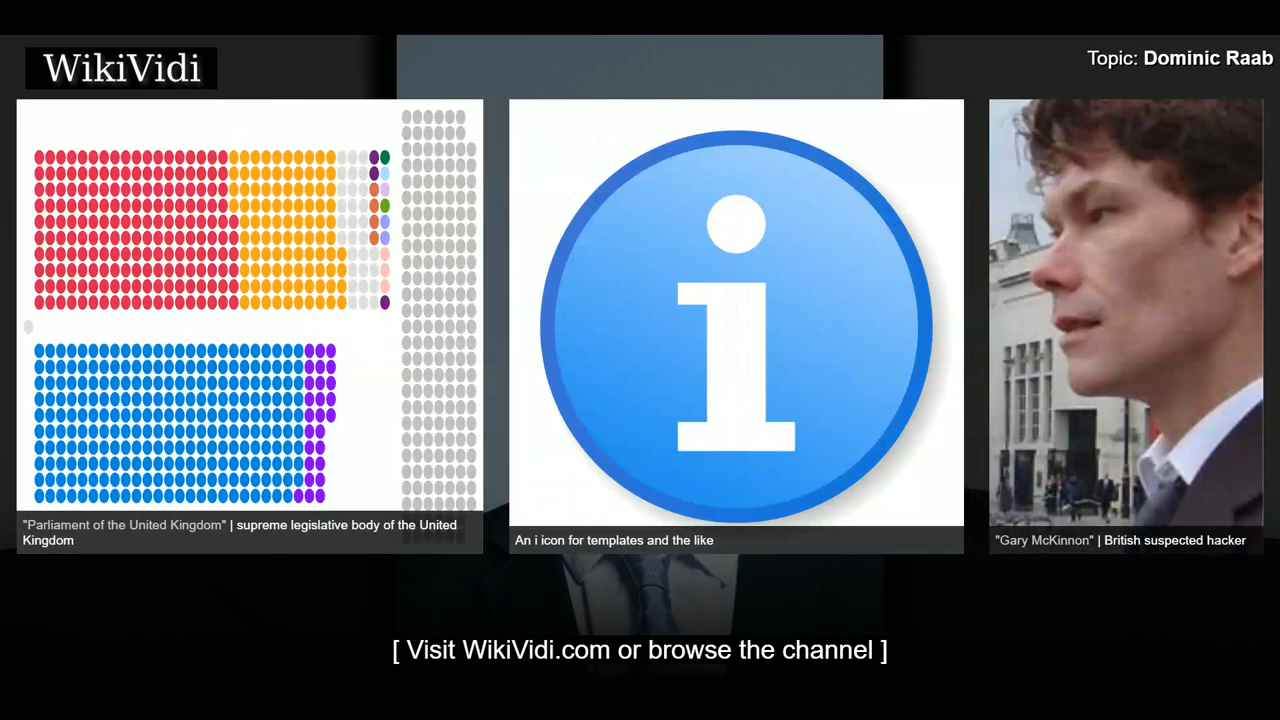 WikiVidi
Topic: Dominic Raab
"Parliament of the United Kingdom" | supreme legislative body of the United
Kingdom
An i icon for templates and the like
"Gary McKinnon" | British suspected hacker
[ Visit WikiVidi.com or browse the channel ]